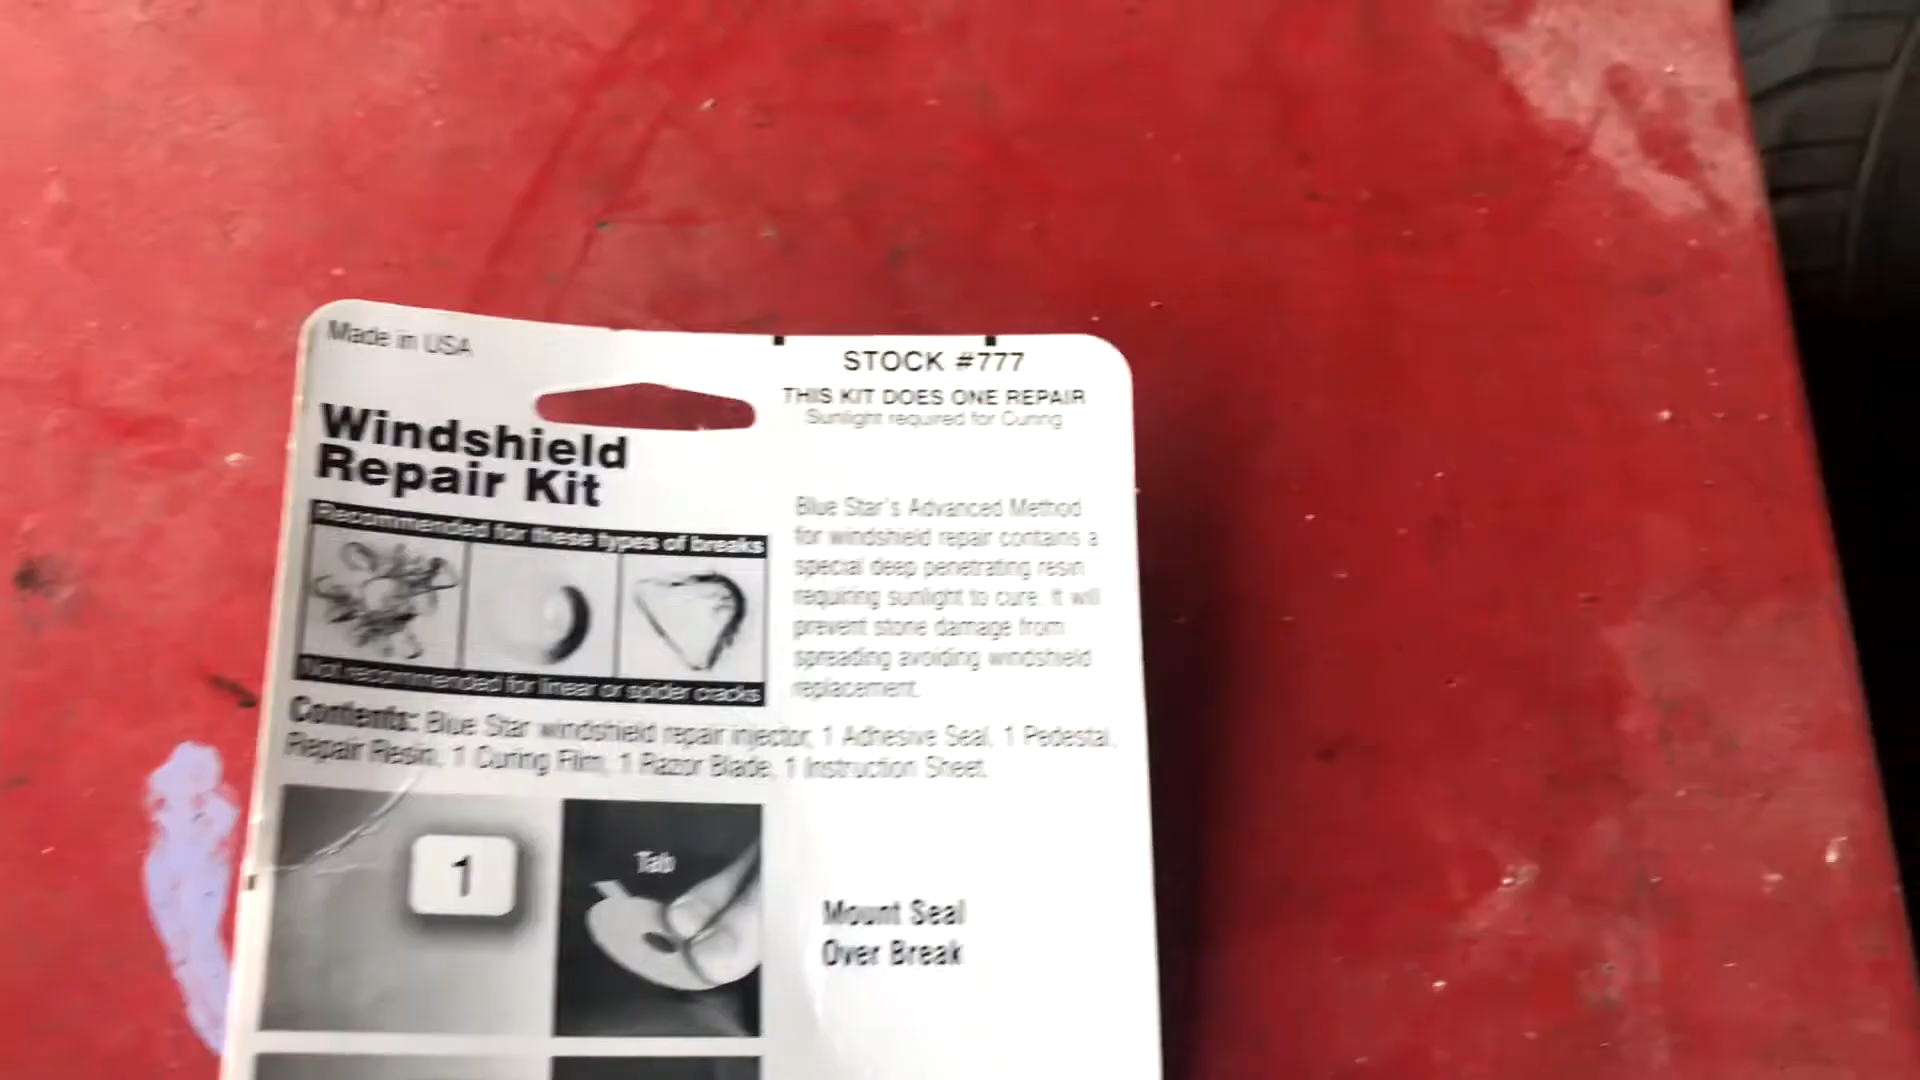 Made in USA
STOCK #777
THIS KIT DOES ONE REPAIR
Sunlight required for Curing
Windshield
Repair Kit
Recommended for these types of breaks
Not recommended for linear or spider cracks
Blue Star's Advanced Method
for windshield repair contains a
special deep penetrating resin
requiring sunlight to cure. It will
prevent stone damage from
spreading avoiding windshield
replacement.
Contents: Blue Star windshield repair injector, 1 Adhesive Seal, 1 Pedestal,
Repair Resin, 1 Curing Film, 1 Razor Blade, 1 Instruction Sheet.
1
Tab
Mount Seal
Over Break